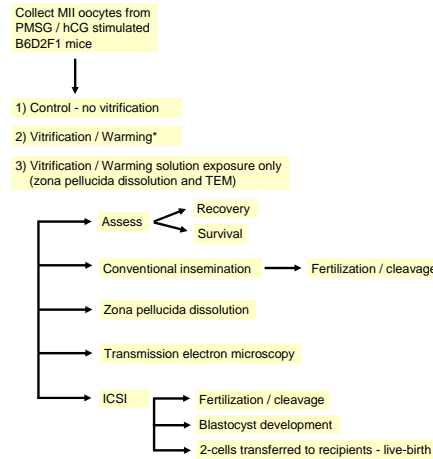 Collect MII oocytes from
PMSG / hCG stimulated
B6D2F1 mice
1) Control - no vitrification
2) Vitrification / Warming*
3) Vitrification / Warming solution exposure only
(zona pellucida dissolution and TEM)
Assess
Recovery
Survival
Conventional insemination
Fertilization / cleavage
Zona pellucida dissolution
Transmission electron microscopy
ICSI
Fertilization / cleavage
Blastocyst development
2-cells transferred to recipients - live-birth